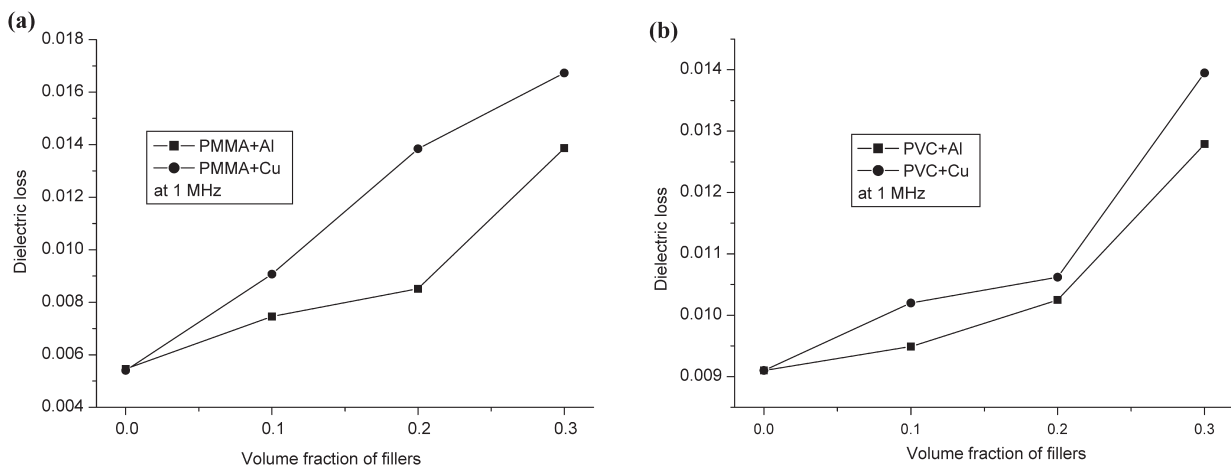 (a)
0.018
0.016
0.014
0.012
0.010
0.008
0.006
0.004
Dielectric loss
PMMA+Al
PMMA+Cu
at 1 MHz
0.0 0.1 0.2 0.3
Volume fraction of fillers
(b)
0.014
0.013
0.012
0.011
0.010
0.009
Dielectric loss
PVC+Al
PVC+Cu
at 1 MHz
0.0 0.1 0.2 0.3
Volume fraction of fillers